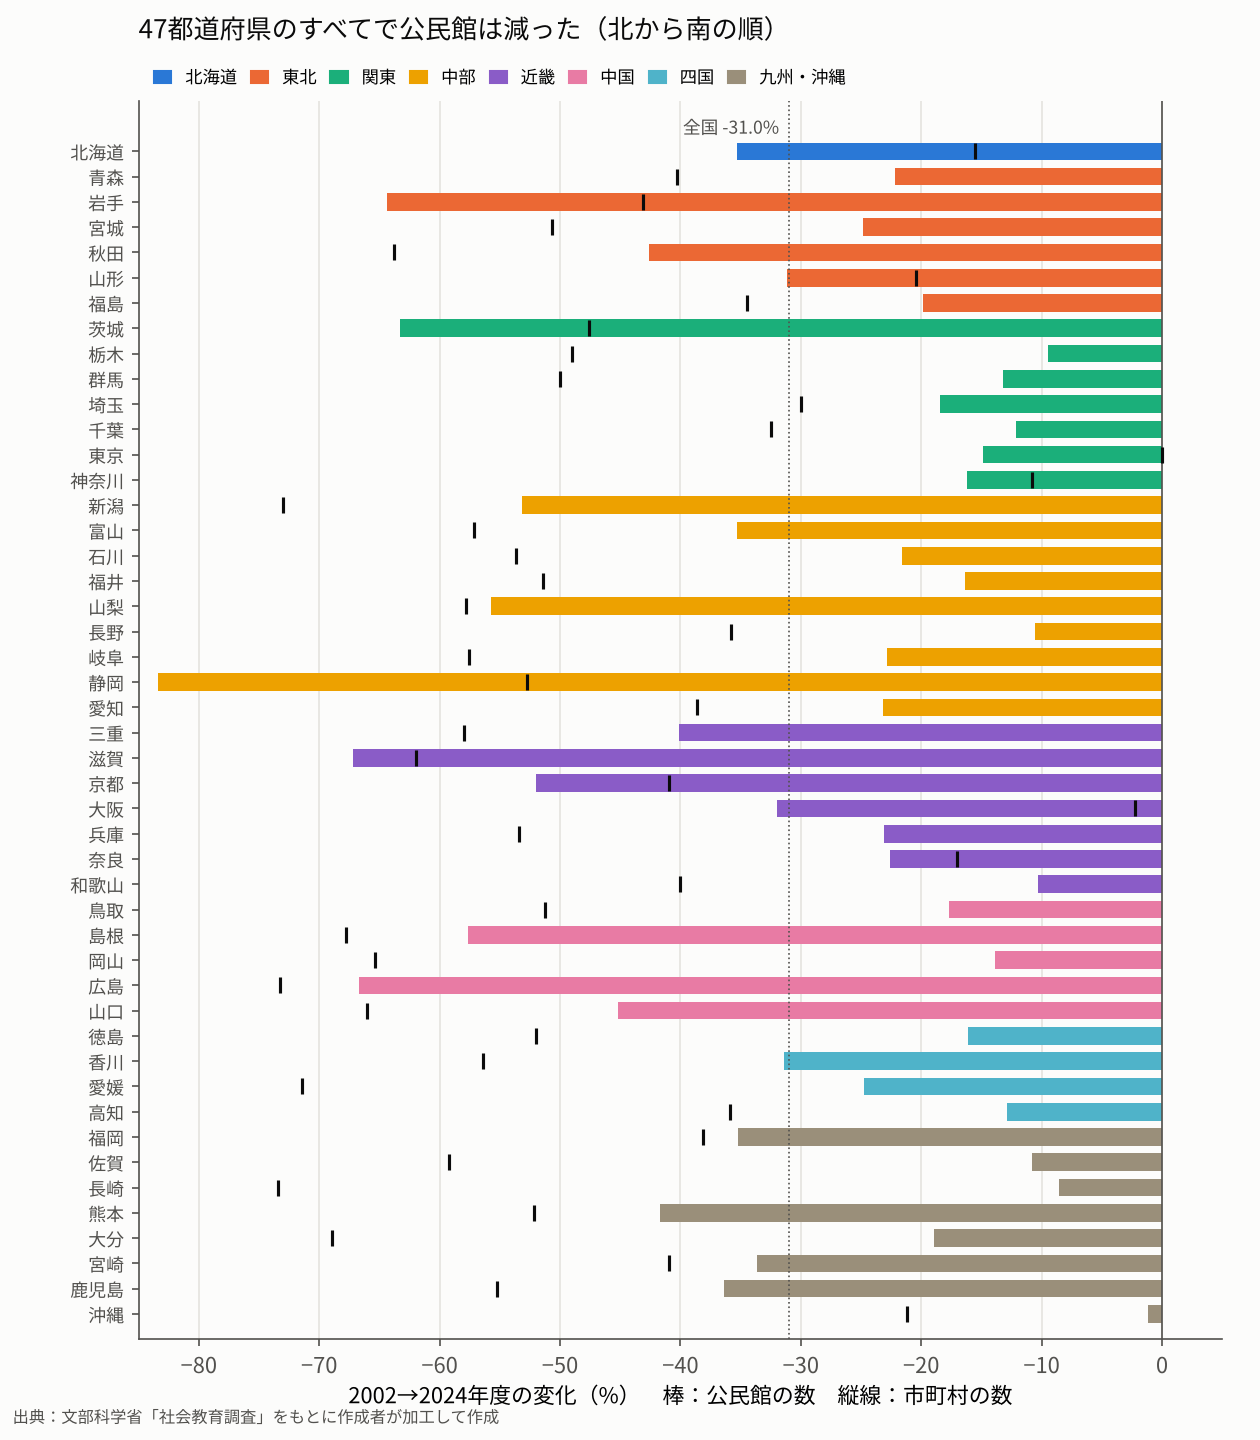 47都道府県のすべてで公民館は減った（北から南の順）
北海道 東北 関東 中部 近畿 中国 四国 九州・沖縄
全国 -31.0%
北海道
青森
岩手
宮城
秋田
山形
福島
茨城
栃木
群馬
埼玉
千葉
東京
神奈川
新潟
富山
石川
福井
山梨
長野
岐阜
静岡
愛知
三重
滋賀
京都
大阪
兵庫
奈良
和歌山
鳥取
島根
岡山
広島
山口
徳島
香川
愛媛
高知
福岡
佐賀
長崎
熊本
大分
宮崎
鹿児島
沖縄
−80 −70 −60 −50 −40 −30 −20 −10 0
2002→2024年度の変化（%）　棒：公民館の数　縦線：市町村の数
出典：文部科学省「社会教育調査」をもとに作成者が加工して作成